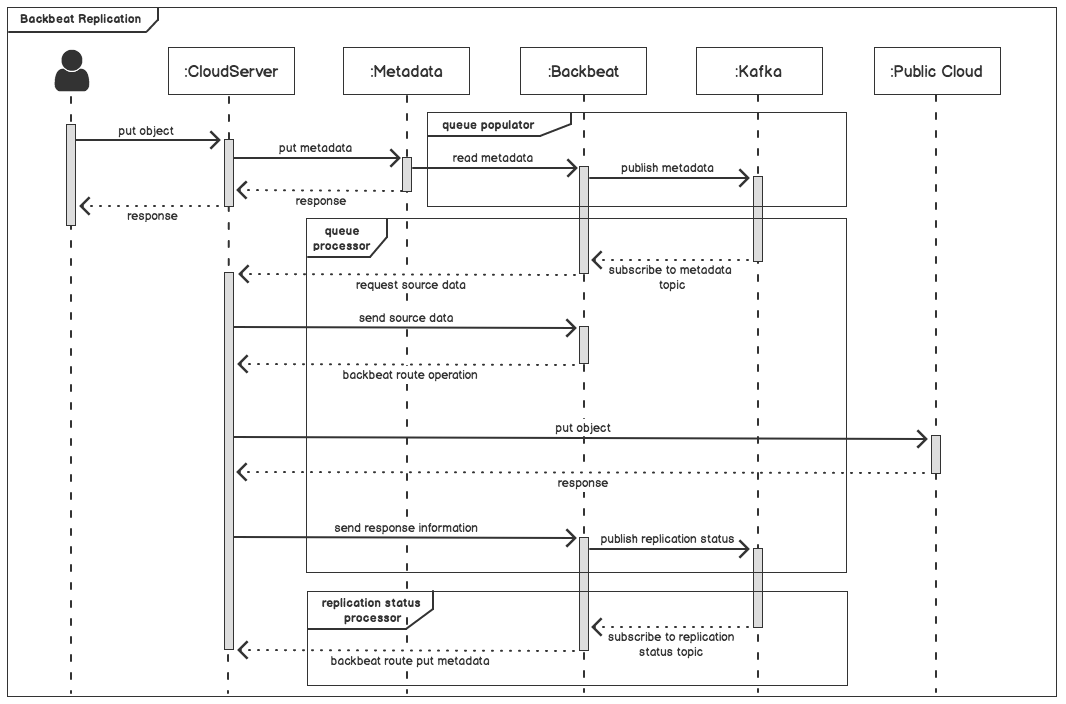 Backbeat Replication
:CloudServer
:Metadata
:Backbeat
:Kafka
:Public Cloud
queue populator
put object
put metadata
read metadata
publish metadata
response
response
queue
processor
subscribe to metadata
topic
request source data
send source data
backbeat route operation
put object
response
send response information
publish replication status
replication status
processor
subscribe to replication
status topic
backbeat route put metadata